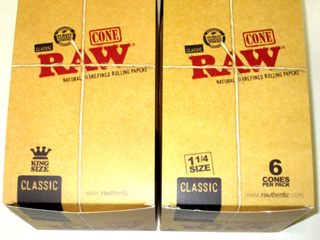 CONE
CLASSIC
RAW
NATURAL UNREFINED ROLLING PAPERS
KING
SIZE
CLASSIC
www.rawthentic.com
CONE
CLASSIC
RAW
NATURAL UNREFINED ROLLING PAPERS
1 1/4
SIZE
6
CONES
PER PACK
CLASSIC
www.rawthentic.com